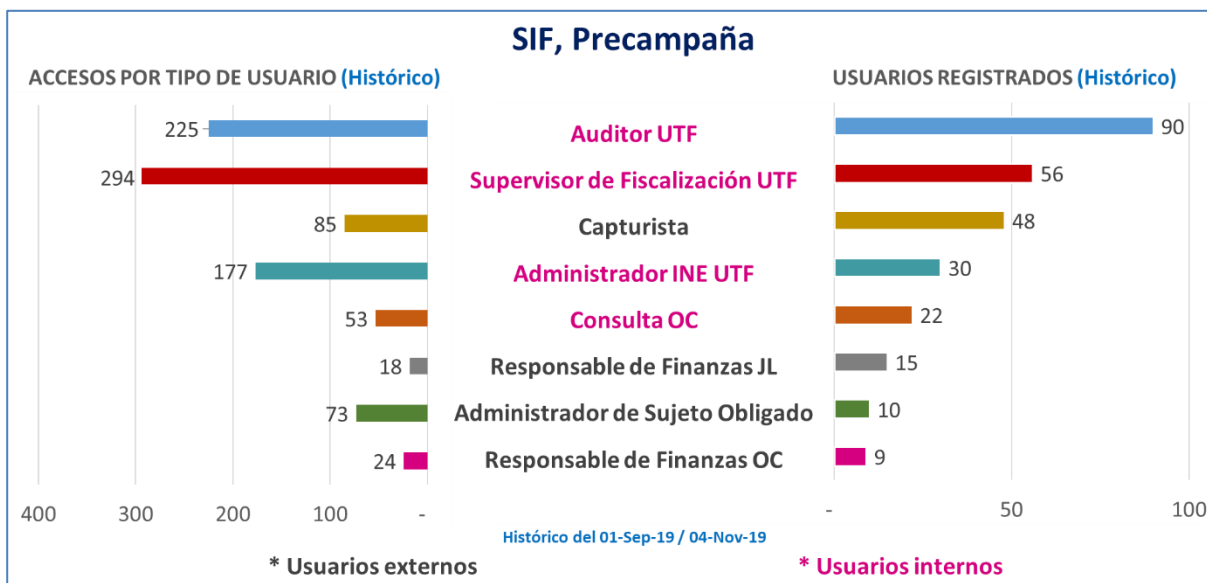 SIF, Precampaña
ACCESOS POR TIPO DE USUARIO (Histórico)
USUARIOS REGISTRADOS (Histórico)
225 Auditor UTF 90
294 Supervisor de Fiscalización UTF 56
85 Capturista 48
177 Administrador INE UTF 30
53 Consulta OC 22
18 Responsable de Finanzas JL 15
73 Administrador de Sujeto Obligado 10
24 Responsable de Finanzas OC 9
400 300 200 100 -
- 50 100
Histórico del 01-Sep-19 / 04-Nov-19
* Usuarios externos
* Usuarios internos